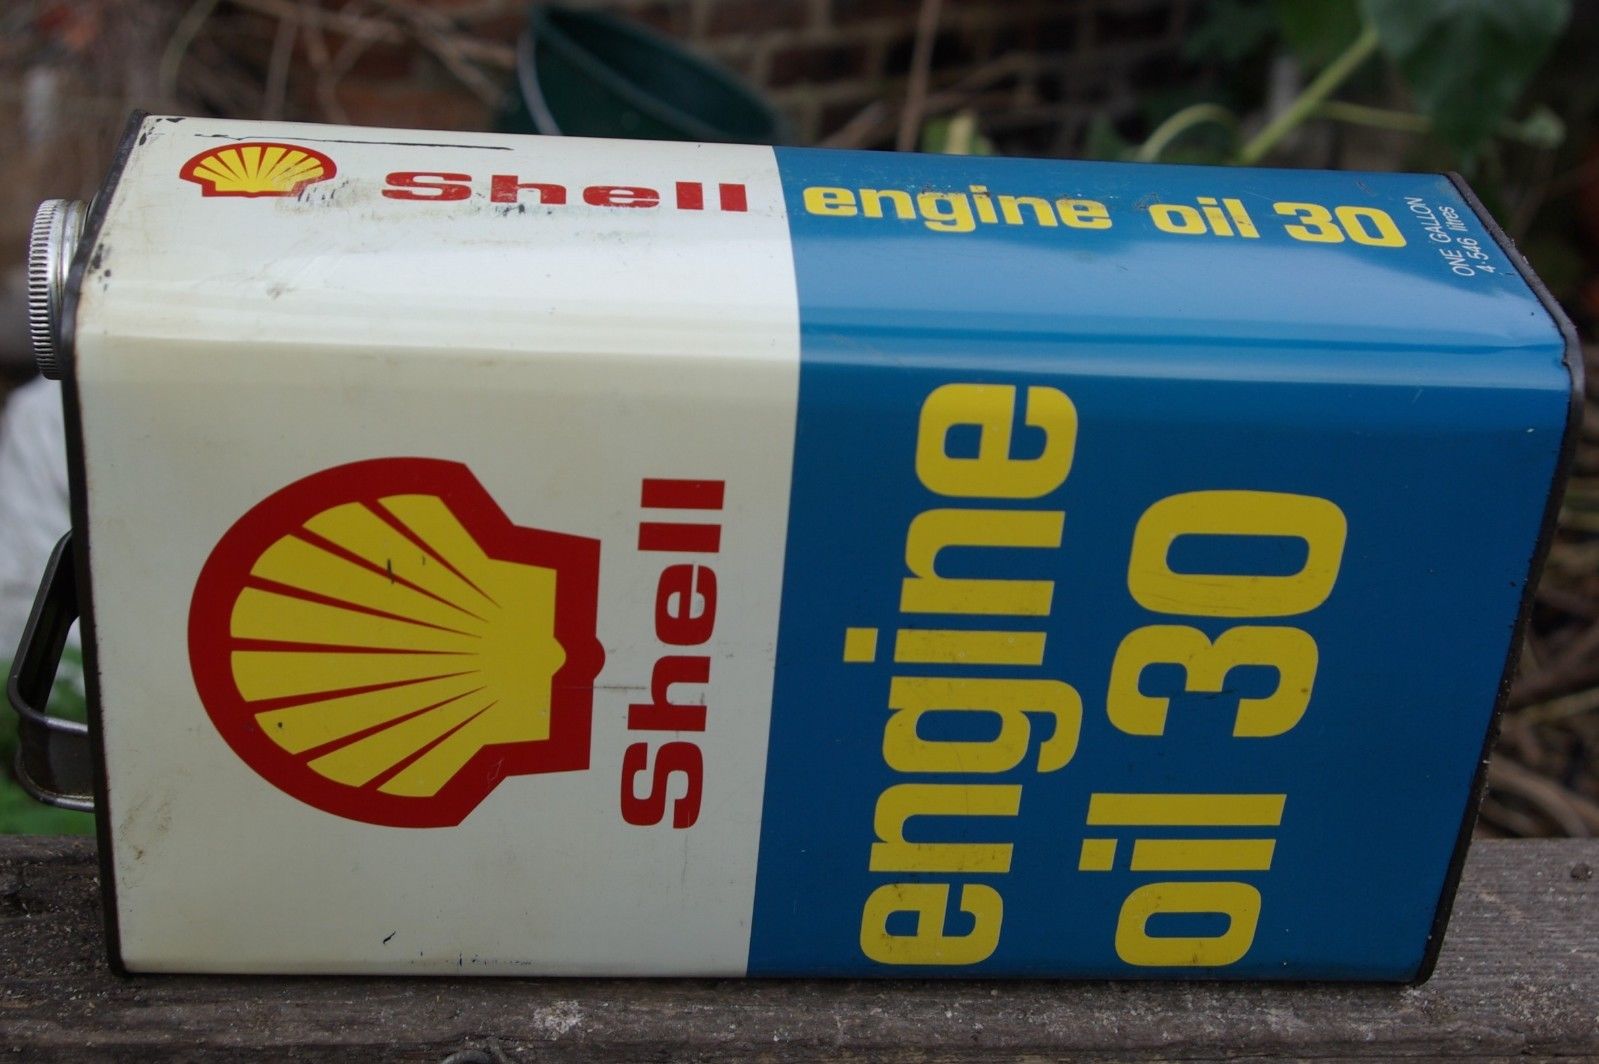 Shell engine oil 30
ONE GALLON
4·546 litres
Shell
engine
oil 30